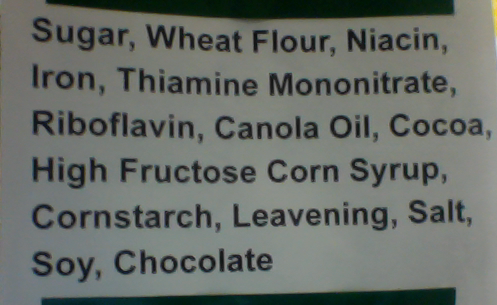 Sugar, Wheat Flour, Niacin,
Iron, Thiamine Mononitrate,
Riboflavin, Canola Oil, Cocoa,
High Fructose Corn Syrup,
Cornstarch, Leavening, Salt,
Soy, Chocolate